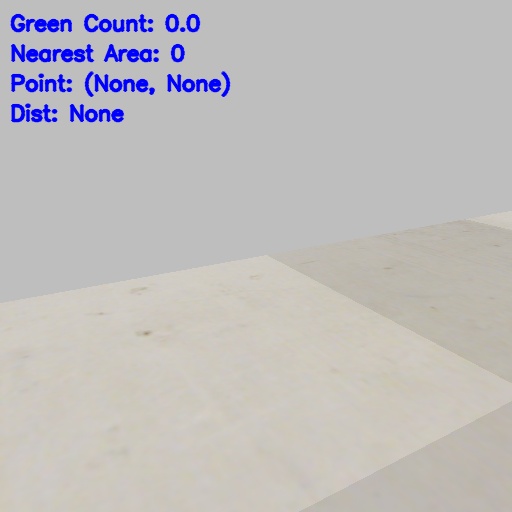 Green Count: 0.0
Nearest Area: 0
Point: (None, None)
Dist: None